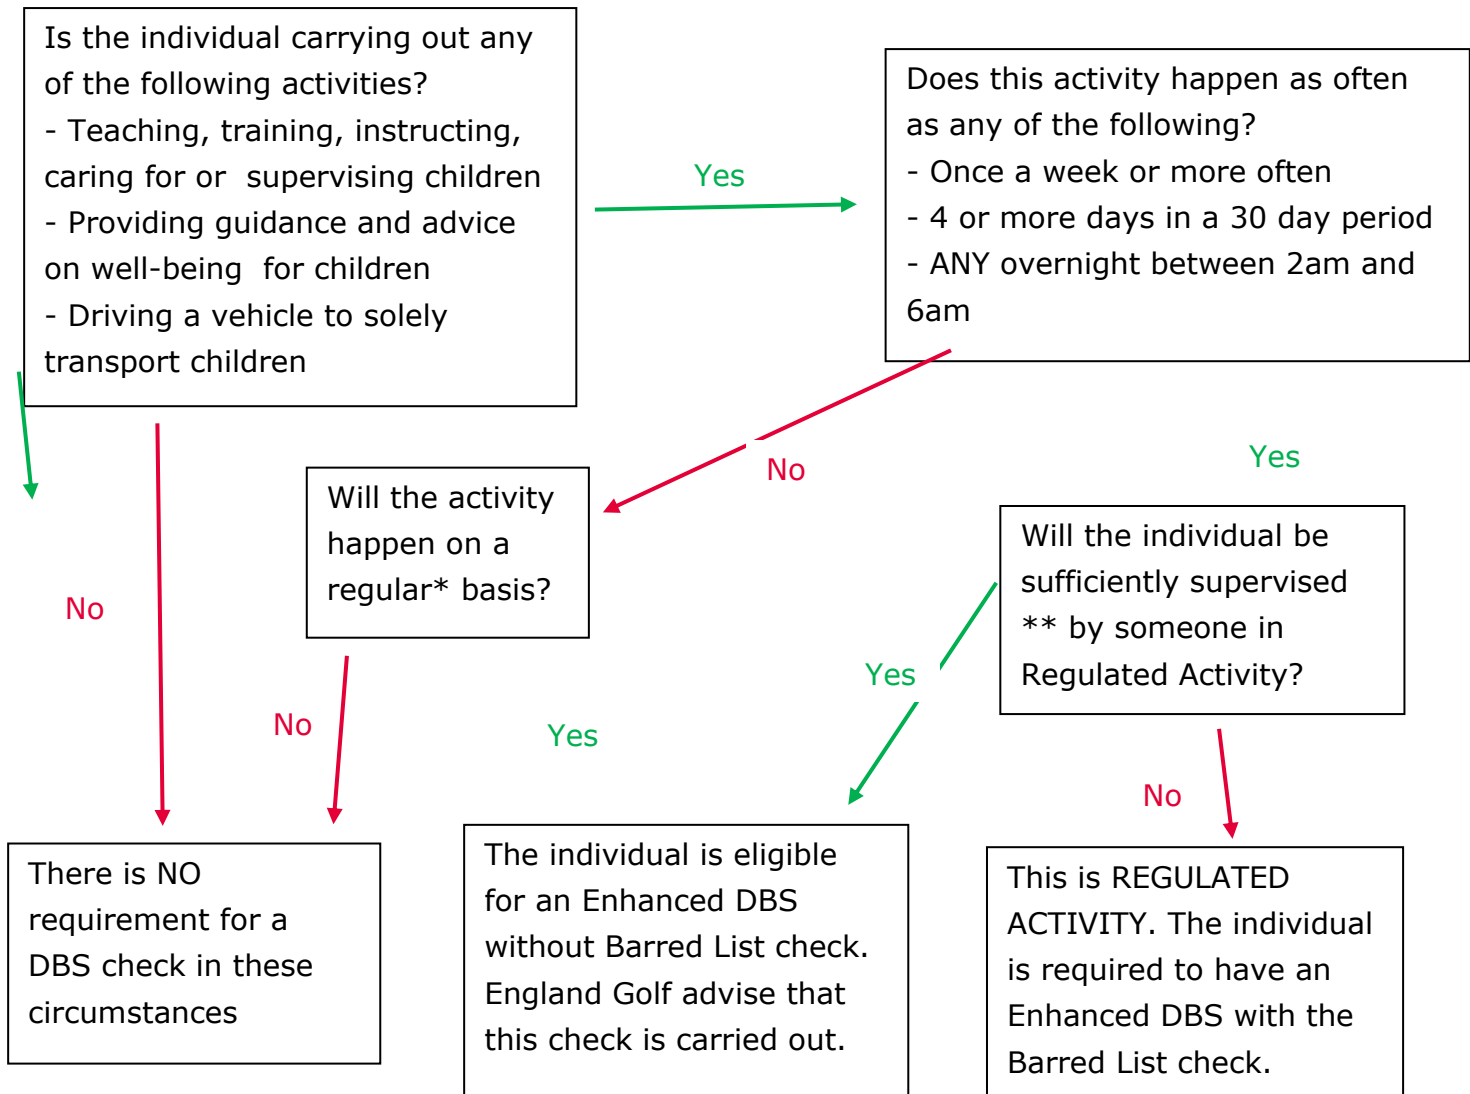 Is the individual carrying out any
of the following activities?
- Teaching, training, instructing,
caring for or  supervising children
- Providing guidance and advice
on well-being  for children
- Driving a vehicle to solely
transport children
Yes
Does this activity happen as often
as any of the following?
- Once a week or more often
- 4 or more days in a 30 day period
- ANY overnight between 2am and
6am
No
Yes
Will the activity
happen on a
regular* basis?
Will the individual be
sufficiently supervised
** by someone in
Regulated Activity?
No
No
Yes
Yes
No
There is NO
requirement for a
DBS check in these
circumstances
The individual is eligible
for an Enhanced DBS
without Barred List check.
England Golf advise that
this check is carried out.
This is REGULATED
ACTIVITY. The individual
is required to have an
Enhanced DBS with the
Barred List check.